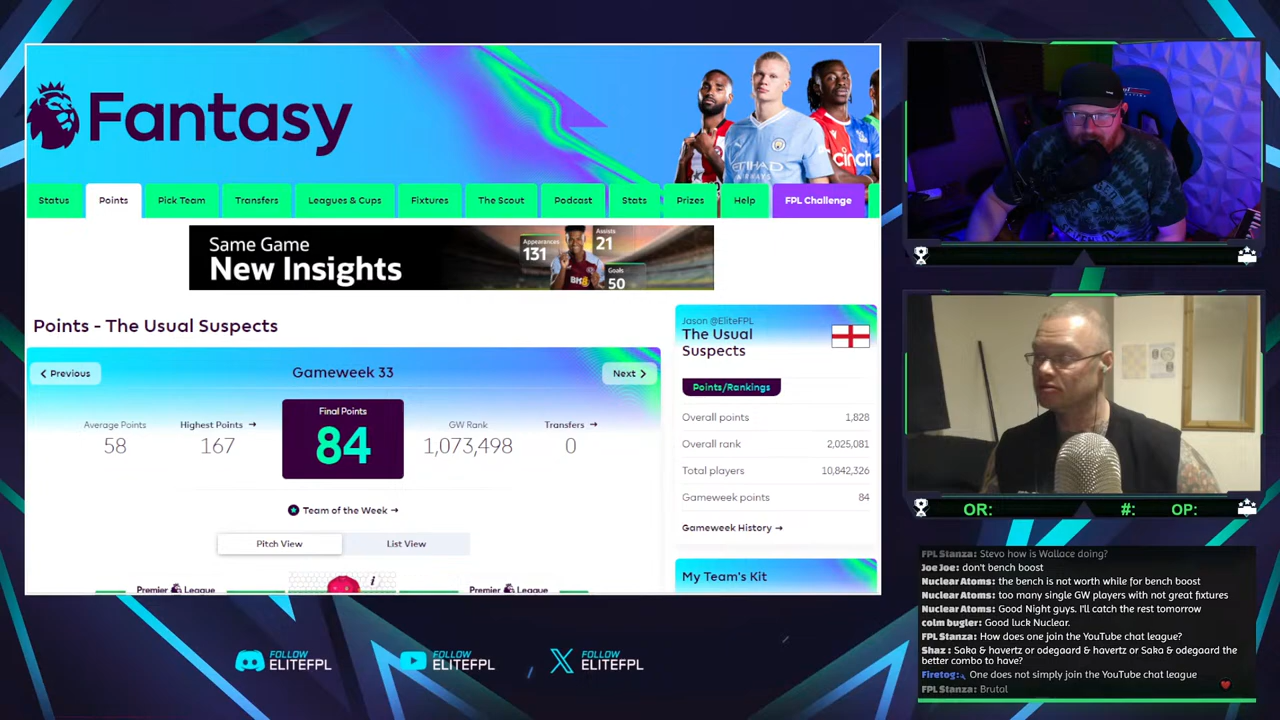 Fantasy
Status
Points
Pick Team
Transfers
Leagues & Cups
Fixtures
The Scout
Podcast
Stats
Prizes
Help
FPL Challenge
Same Game
New Insights
Appearances
131
Assists
21
Goals
50
ETIHAD
AIRWAYS
cinch
Points - The Usual Suspects
Previous
Gameweek 33
Next
Average Points
58
Highest Points →
167
Final Points
84
GW Rank
1,073,498
Transfers →
0
Team of the Week →
Pitch View
List View
Premier League
i
Premier League
Jason @EliteFPL
The Usual
Suspects
Points/Rankings
Overall points 1,828
Overall rank 2,025,081
Total players 10,842,326
Gameweek points 84
Gameweek History →
My Team's Kit
OR: #: OP:
FPL Stanza: Stevo how is Wallace doing?
Joe Joe: don't bench boost
Nuclear Atoms: the bench is not worth while for bench boost
Nuclear Atoms: too many single GW players with not great fixtures
Nuclear Atoms: Good Night guys. I'll catch the rest tomorrow
colm bugler: Good luck Nuclear.
FPL Stanza: How does one join the YouTube chat league?
Shaz : Saka & havertz or odegaard & havertz or Saka & odegaard the
better combo to have?
Firetog: One does not simply join the YouTube chat league
FPL Stanza: Brutal
FOLLOW
ELITEFPL
FOLLOW
ELITEFPL
FOLLOW
ELITEFPL